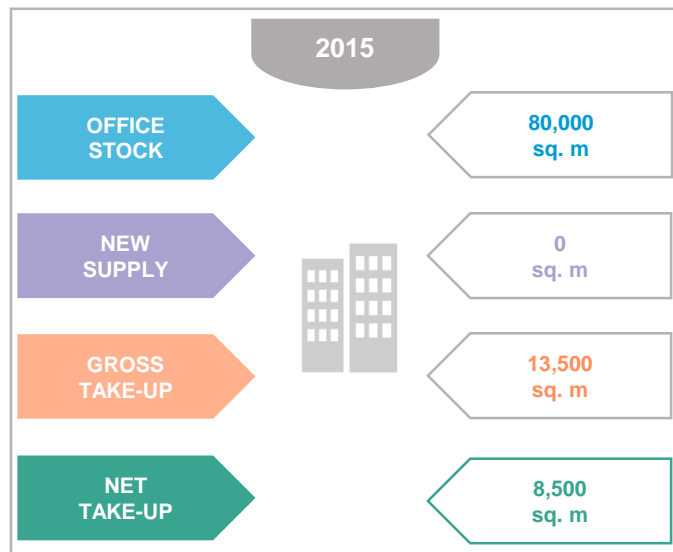 2015
OFFICE
STOCK
80,000
sq. m
NEW
SUPPLY
0
sq. m
GROSS
TAKE-UP
13,500
sq. m
NET
TAKE-UP
8,500
sq. m